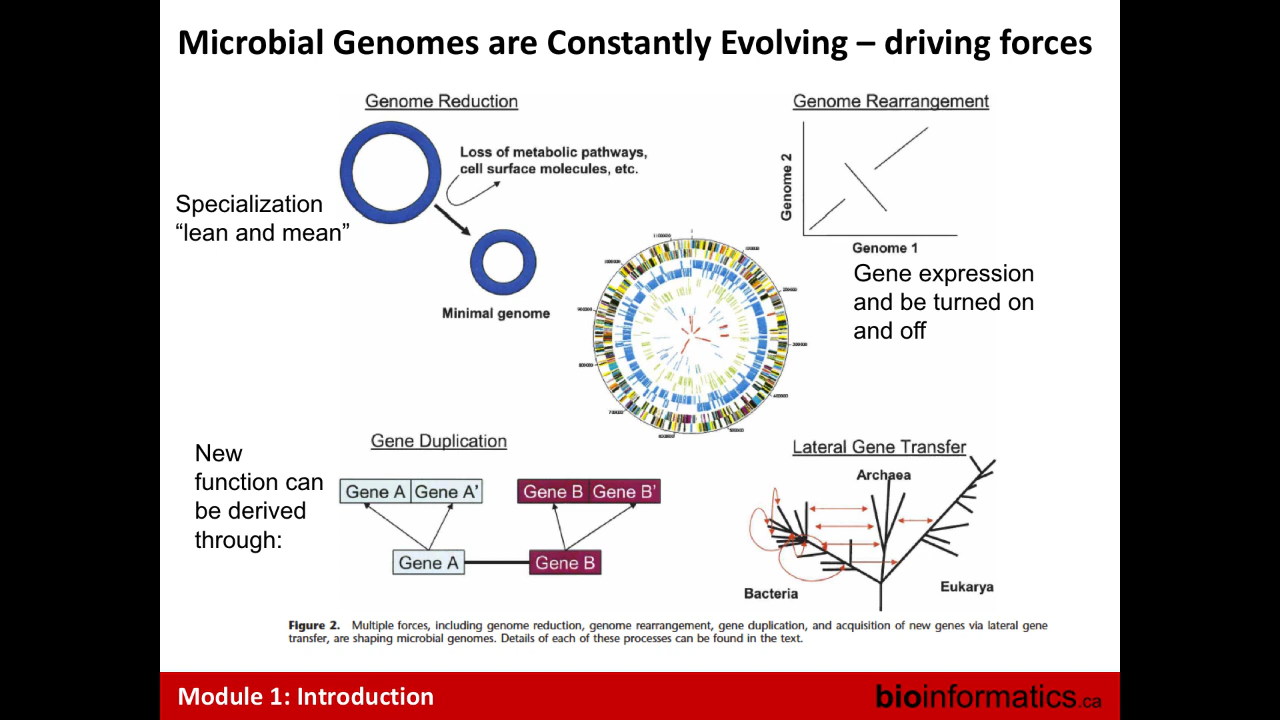 Microbial Genomes are Constantly Evolving – driving forces
Genome Reduction
Loss of metabolic pathways,
cell surface molecules, etc.
Specialization
“lean and mean”
Minimal genome
Genome Rearrangement
Genome 2
Genome 1
Gene expression
and be turned on
and off
New
function can
be derived
through:
Gene Duplication
Gene A Gene A’
Gene B Gene B’
Gene A
Gene B
Lateral Gene Transfer
Archaea
Bacteria
Eukarya
Figure 2. Multiple forces, including genome reduction, genome rearrangement, gene duplication, and acquisition of new genes via lateral gene
transfer, are shaping microbial genomes. Details of each of these processes can be found in the text.
Module 1: Introduction
bioinformatics.ca